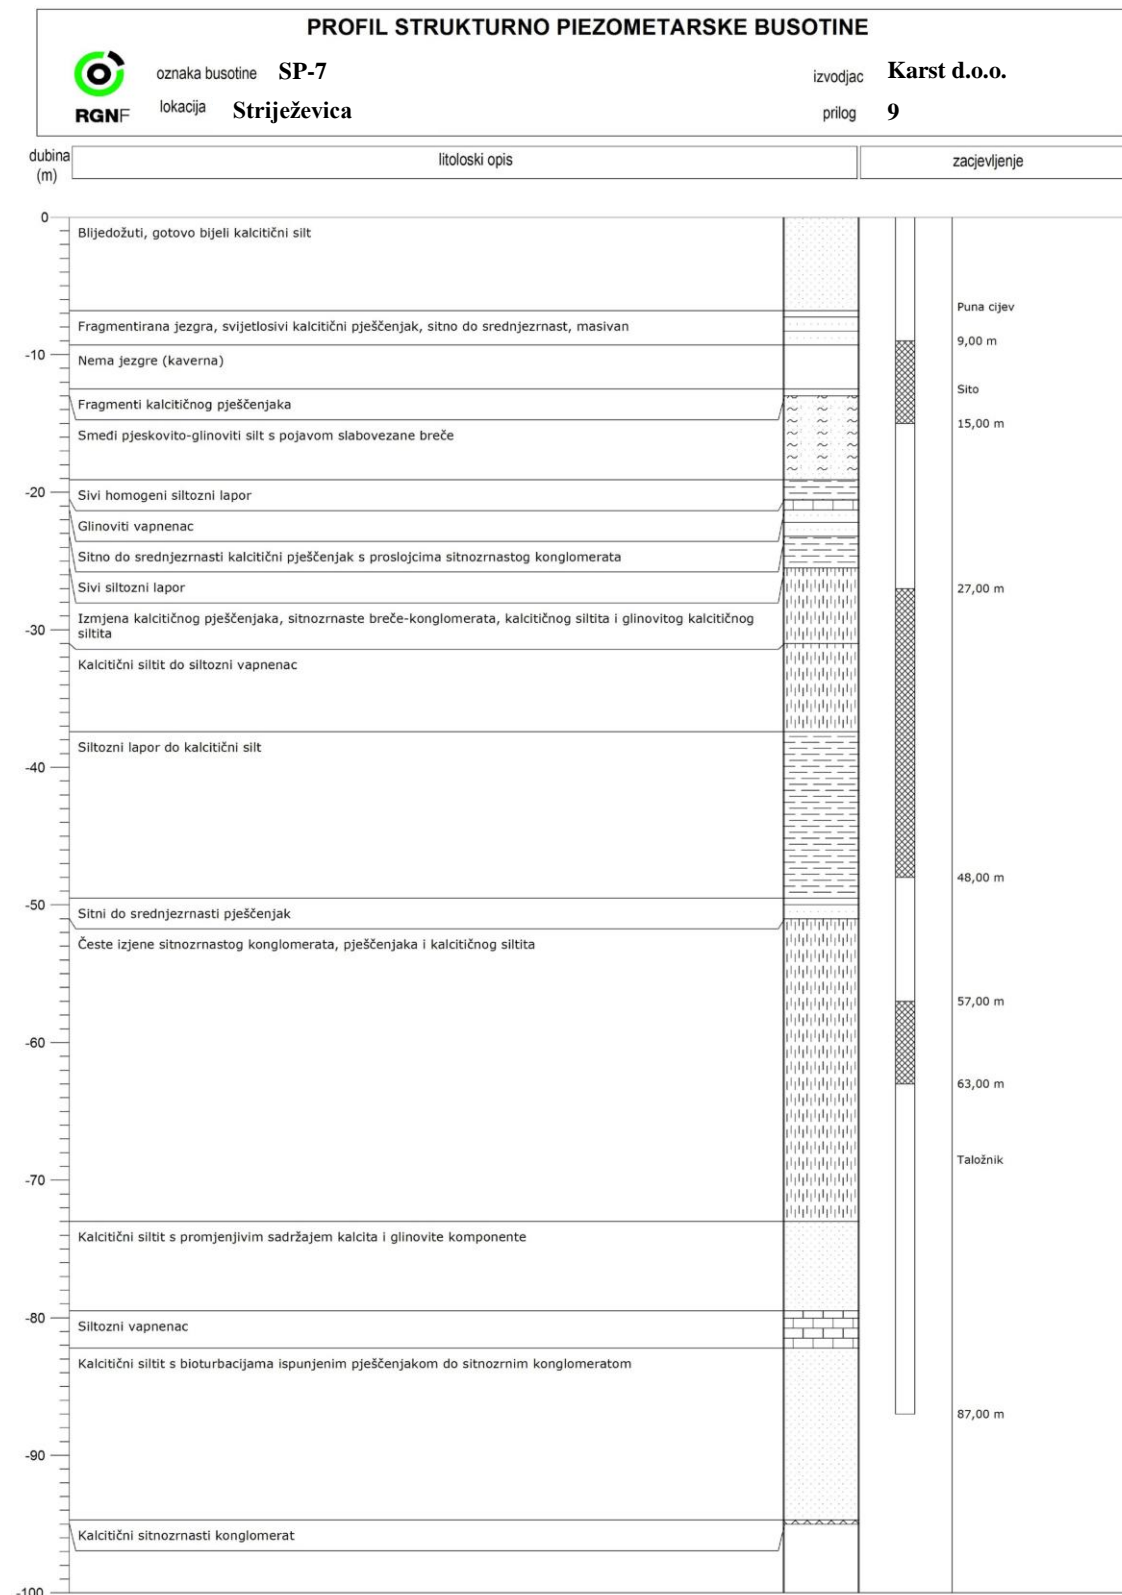 PROFIL STRUKTURNO PIEZOMETARSKE BUSOTINE
oznaka busotine SP-7
izvodjac Karst d.o.o.
RGNF
lokacija Striježevica
prilog 9
dubina
(m)
litoloski opis
zacjevljenje
0
Blijedožuti, gotovo bijeli kalcitični silt
Puna cijev
Fragmentirana jezgra, svijetlosivi kalcitični pješčenjak, sitno do srednjezrnast, masivan
9,00 m
-10
Nema jezgre (kaverna)
Sito
Fragmenti kalcitičnog pješčenjaka
15,00 m
Smeđi pjeskovito-glinoviti silt s pojavom slabovezane breče
-20
Sivi homogeni siltozni lapor
Glinoviti vapnenac
Sitno do srednjezrnasti kalcitični pješčenjak s proslojcima sitnozrnastog konglomerata
Sivi siltozni lapor
27,00 m
Izmjena kalcitičnog pješčenjaka, sitnozrnaste breče-konglomerata, kalcitičnog siltita i glinovitog kalcitičnog
siltita
-30
Kalcitični siltit do siltozni vapnenac
Siltozni lapor do kalcitični silt
-40
48,00 m
-50
Sitni do srednjezrnasti pješčenjak
Česte izjene sitnozrnastog konglomerata, pješčenjaka i kalcitičnog siltita
57,00 m
-60
63,00 m
Taložnik
-70
Kalcitični siltit s promjenjivim sadržajem kalcita i glinovite komponente
-80
Siltozni vapnenac
Kalcitični siltit s bioturbacijama ispunjenim pješčenjakom do sitnozrnim konglomeratom
87,00 m
-90
Kalcitični sitnozrnasti konglomerat
-100